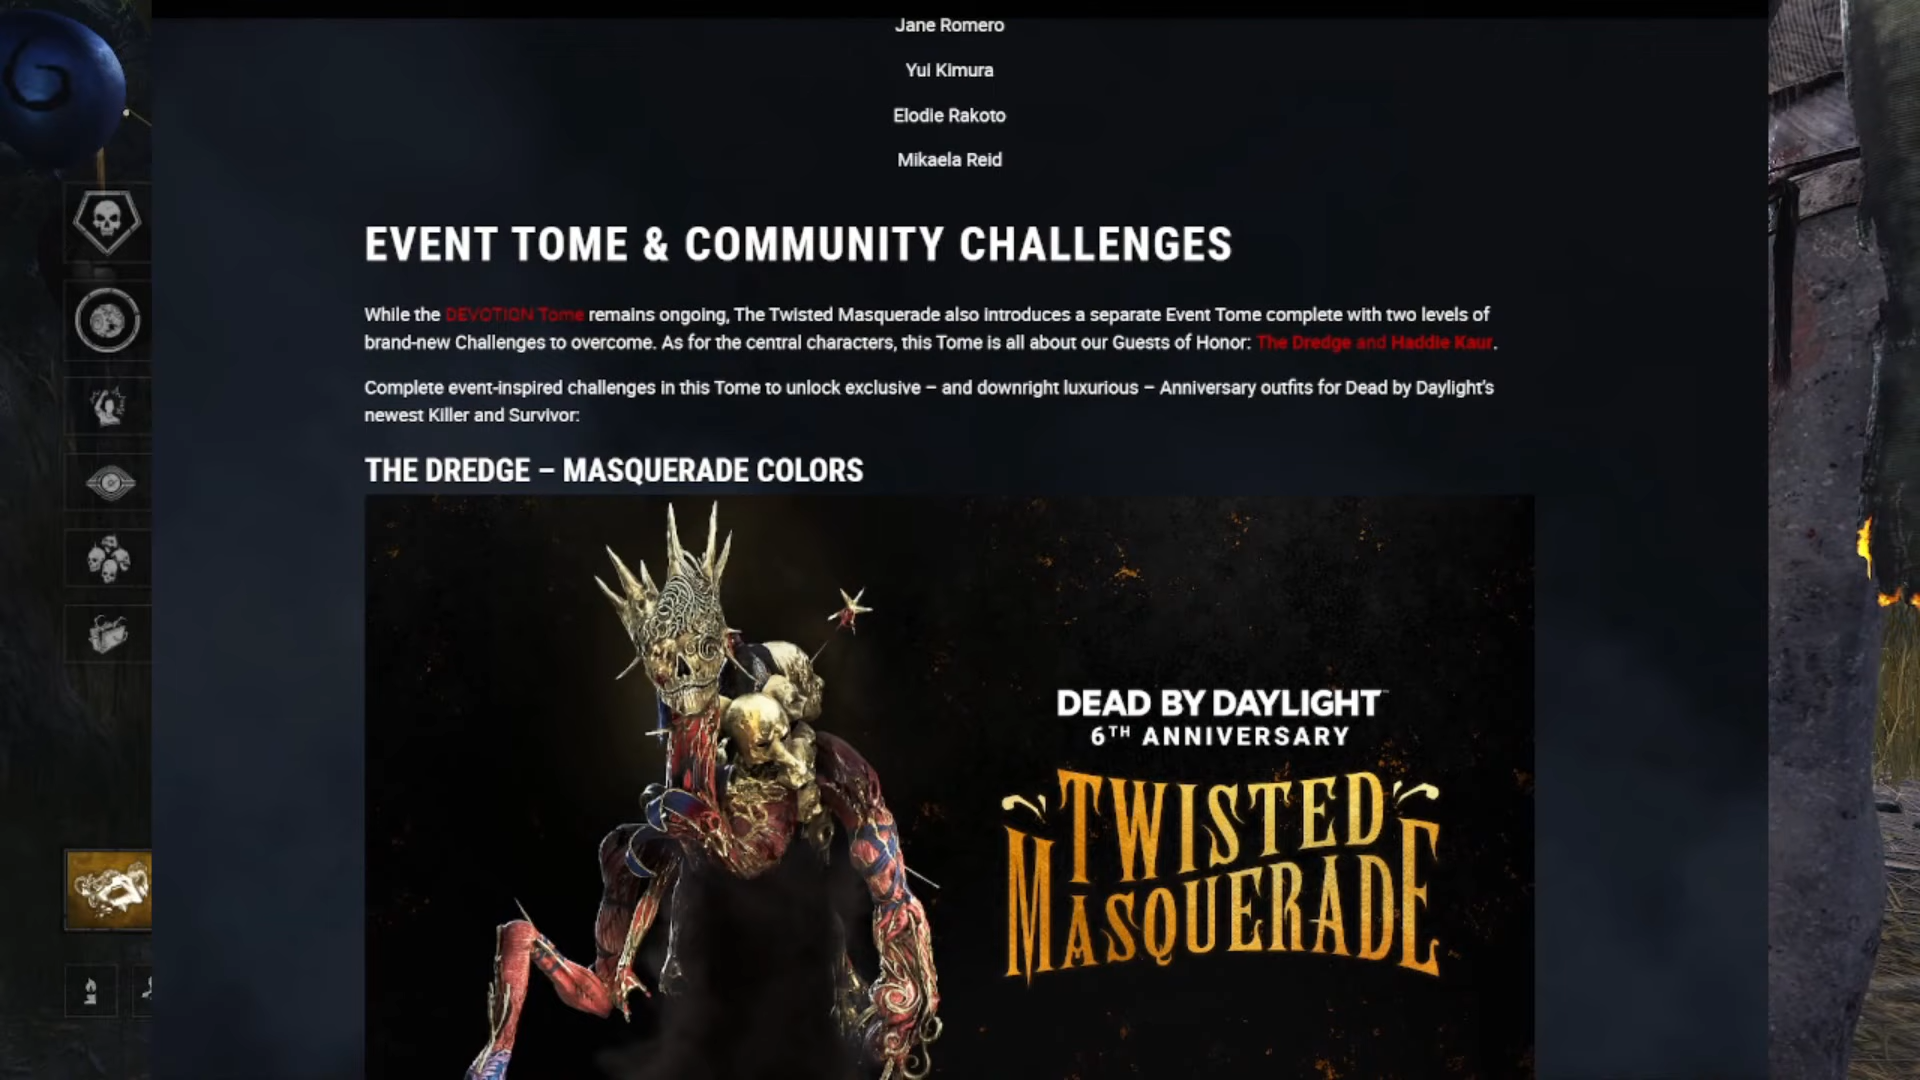 Jane Romero
Yui Kimura
Elodie Rakoto
Mikaela Reid
EVENT TOME & COMMUNITY CHALLENGES
While the DEVOTION Tome remains ongoing, The Twisted Masquerade also introduces a separate Event Tome complete with two levels of
brand-new Challenges to overcome. As for the central characters, this Tome is all about our Guests of Honor: The Dredge and Haddie Kaur.
Complete event-inspired challenges in this Tome to unlock exclusive – and downright luxurious – Anniversary outfits for Dead by Daylight's
newest Killer and Survivor:
THE DREDGE – MASQUERADE COLORS
DEAD BY DAYLIGHT™
6TH ANNIVERSARY
TWISTED
MASQUERADE